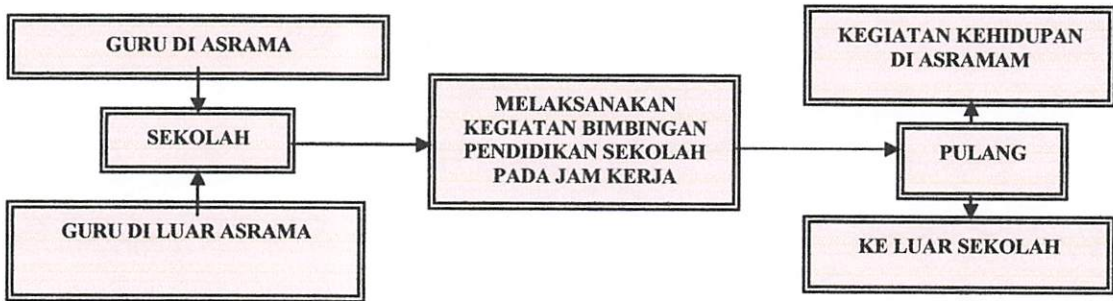 GURU DI ASRAMA
SEKOLAH
GURU DI LUAR ASRAMA
MELAKSANAKAN
KEGIATAN BIMBINGAN
PENDIDIKAN SEKOLAH
PADA JAM KERJA
KEGIATAN KEHIDUPAN
DI ASRAMAM
PULANG
KE LUAR SEKOLAH